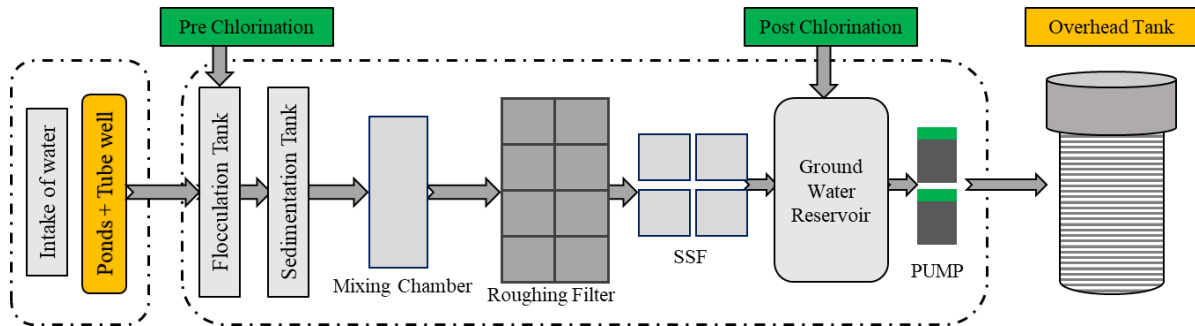 Pre Chlorination
Post Chlorination
Overhead Tank
Intake of water
Ponds + Tube well
Flocculation Tank
Sedimentation Tank
Mixing Chamber
Roughing Filter
SSF
Ground
Water
Reservoir
PUMP